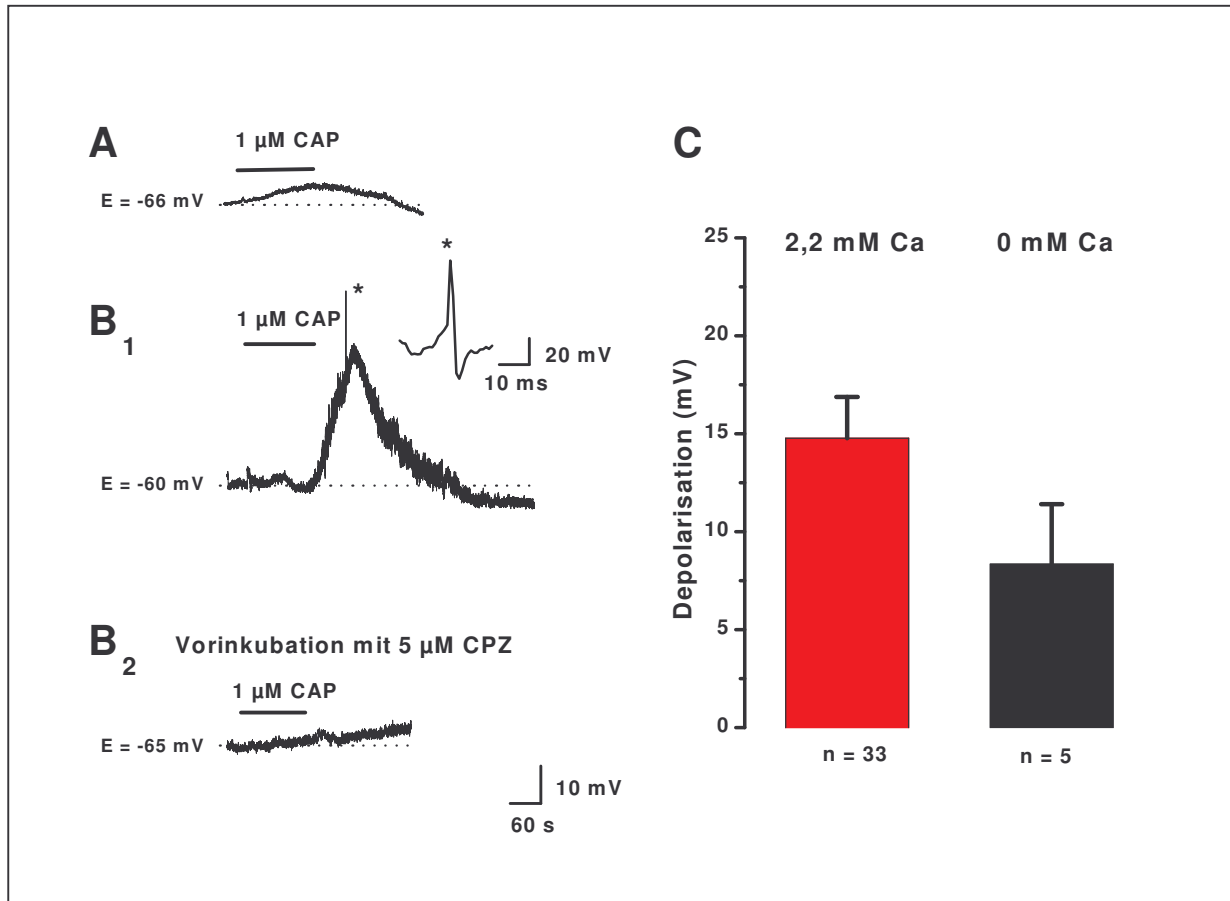 A
1 µM CAP
E = -66 mV
B1
1 µM CAP
*
*
20 mV
10 ms
E = -60 mV
B2
Vorinkubation mit 5 µM CPZ
1 µM CAP
E = -65 mV
10 mV
60 s
C
2,2 mM Ca
0 mM Ca
Depolarisation (mV)
25
20
15
10
5
0
n = 33
n = 5